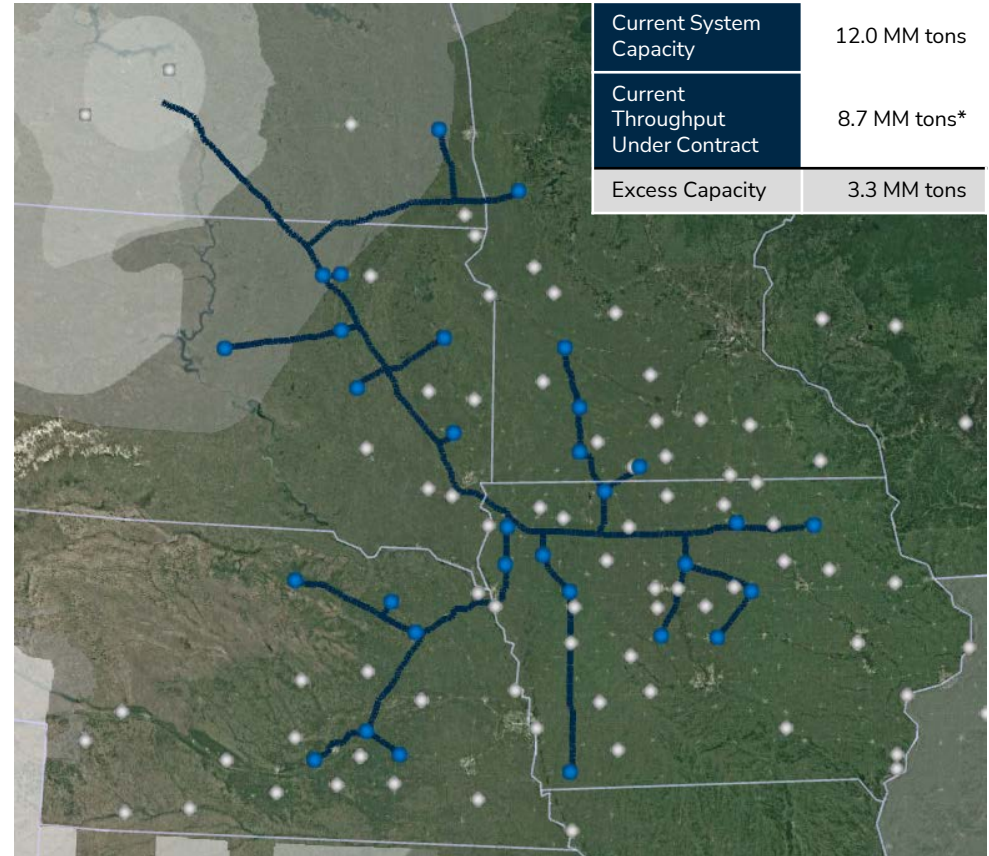 Current System
Capacity
12.0 MM tons
Current
Throughput
Under Contract
8.7 MM tons*
Excess Capacity
3.3 MM tons